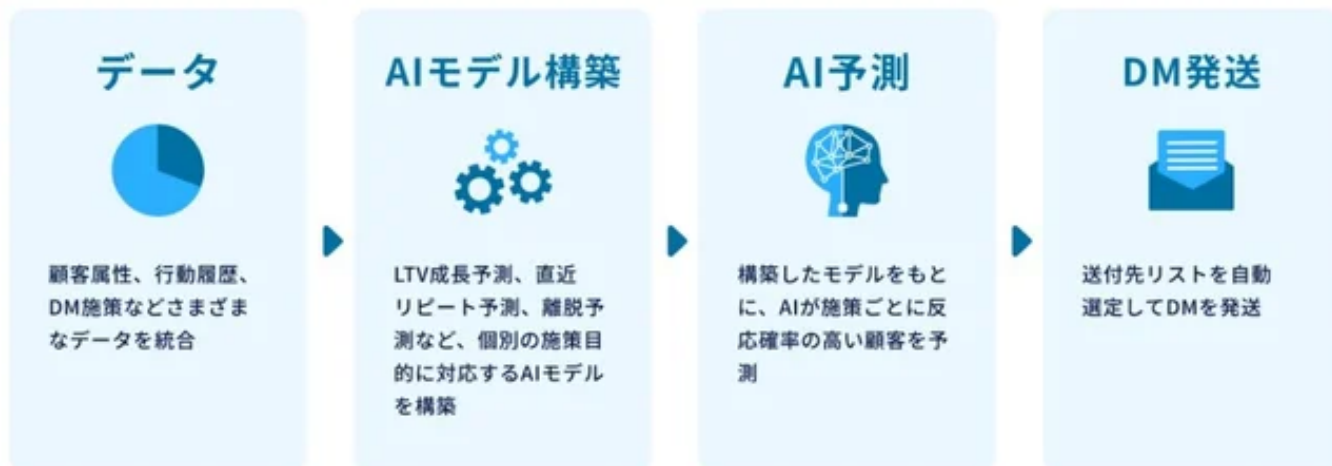 データ
顧客属性、行動履歴、
DM施策などさまざま
なデータを統合
AIモデル構築
LTV成長予測、直近
リピート予測、離脱予
測など、個別の施策目
的に対応するAIモデル
を構築
AI予測
構築したモデルをもと
に、AIが施策ごとに反
応確率の高い顧客を予
測
DM発送
送付先リストを自動
選定してDMを発送